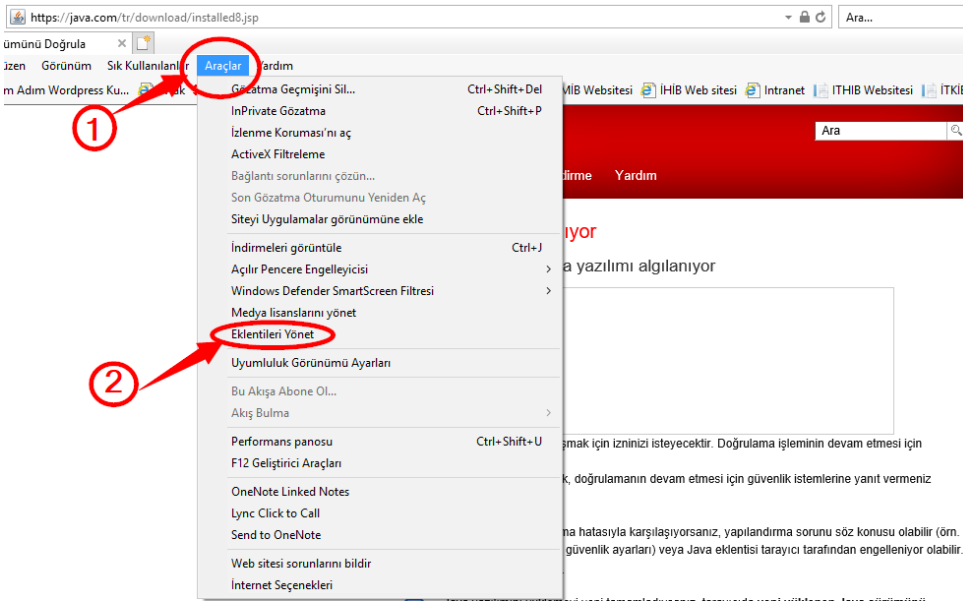 https://java.com/tr/download/installed8.jsp
Ara...
ümünü Doğrula
üzen Görünüm Sık Kullanılanlar Araçlar Yardım
m Adım Wordpress Ku...
MİB Websitesi İHİB Web sitesi Intranet ITHIB Websitesi İTKİB
1
Gözatma Geçmişini Sil... Ctrl+Shift+Del
InPrivate Gözatma Ctrl+Shift+P
İzlenme Koruması'nı aç
ActiveX Filtreleme
Bağlantı sorunlarını çözün...
Son Gözatma Oturumunu Yeniden Aç
Siteyi Uygulamalar görünümüne ekle
İndirmeleri görüntüle Ctrl+J
Açılır Pencere Engelleyicisi
Windows Defender SmartScreen Filtresi
Medya lisanslarını yönet
Eklentileri Yönet
2
Uyumluluk Görünümü Ayarları
Bu Akışa Abone Ol...
Akış Bulma
Performans panosu Ctrl+Shift+U
F12 Geliştirici Araçları
OneNote Linked Notes
Lync Click to Call
Send to OneNote
Web sitesi sorunlarını bildir
İnternet Seçenekleri
Ara
dirme Yardım
ıyor
a yazılımı algılanıyor
şmak için izninizi isteyecektir. Doğrulama işleminin devam etmesi için
k, doğrulamanın devam etmesi için güvenlik istemlerine yanıt vermeniz
ma hatasıyla karşılaşıyorsanız, yapılandırma sorunu söz konusu olabilir (örn.
güvenlik ayarları) veya Java eklentisi tarayıcı tarafından engelleniyor olabilir.